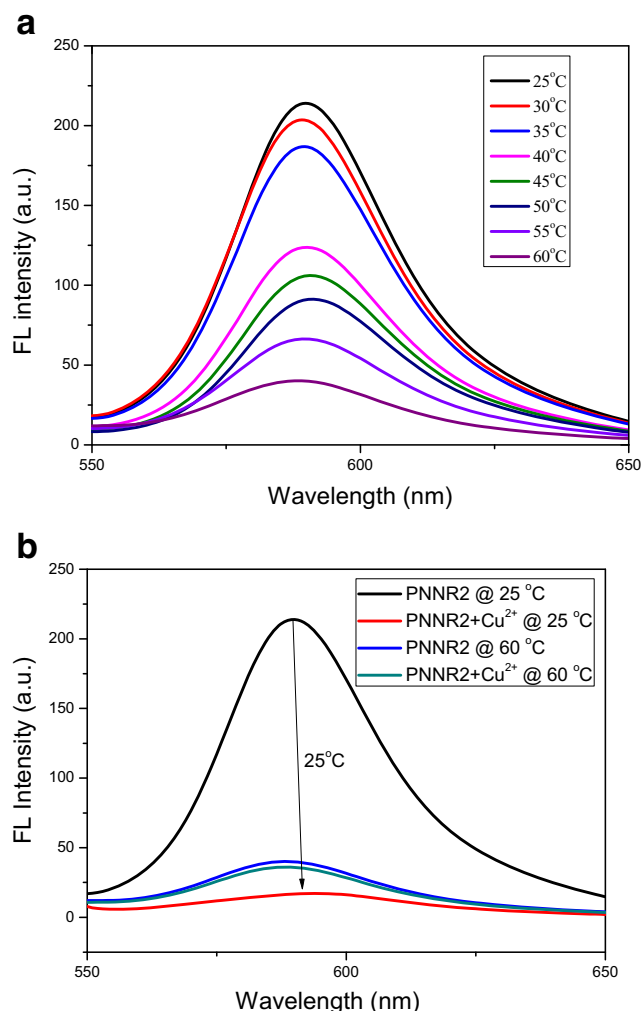 a
FL intensity (a.u.)
250
200
150
100
50
0
25°C
30°C
35°C
40°C
45°C
50°C
55°C
60°C
550
600
650
Wavelength (nm)
b
FL Intensity (a.u.)
250
200
150
100
50
0
PNNR2 @ 25 °C
PNNR2+Cu²⁺ @ 25 °C
PNNR2 @ 60 °C
PNNR2+Cu²⁺ @ 60 °C
25°C
550
600
650
Wavelength (nm)